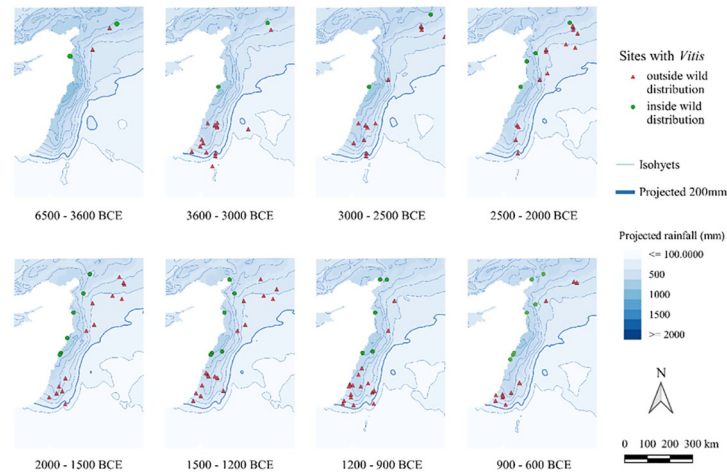 6500 - 3600 BCE
3600 - 3000 BCE
3000 - 2500 BCE
2500 - 2000 BCE
2000 - 1500 BCE
1500 - 1200 BCE
1200 - 900 BCE
900 - 600 BCE
Sites with Vitis
outside wild
distribution
inside wild
distribution
Isohyets
Projected 200mm
Projected rainfall (mm)
<= 100.0000
500
1000
1500
>= 2000
N
0 100 200 300 km